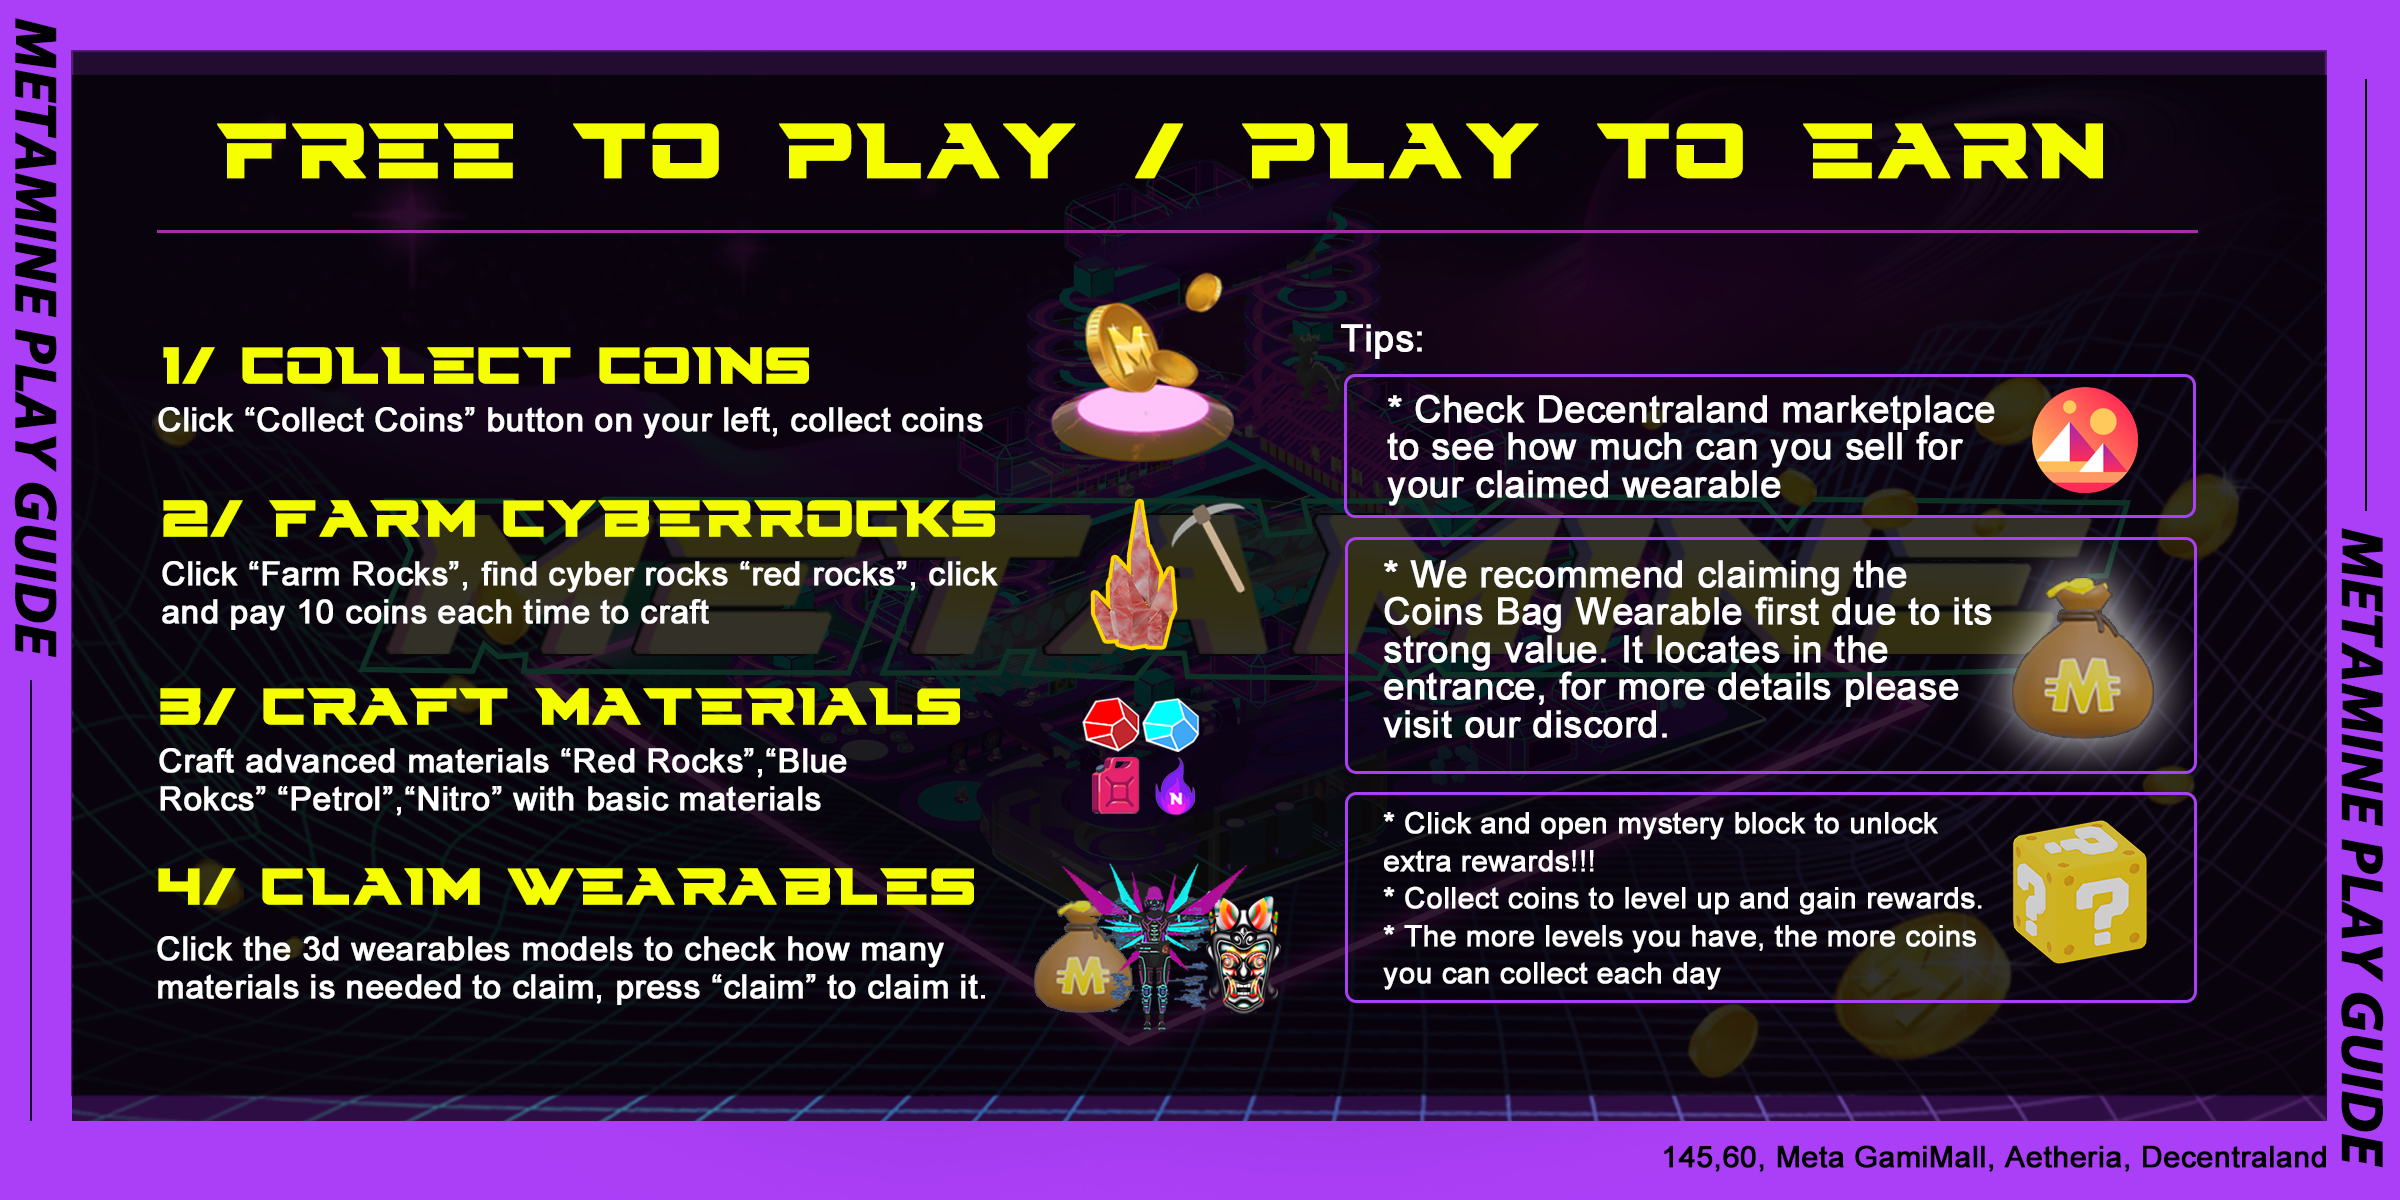 METAMINE PLAY GUIDE
FREE TO PLAY / PLAY TO EARN
1/ COLLECT COINS
Click “Collect Coins” button on your left, collect coins
2/ FARM CYBERROCKS
Click “Farm Rocks”, find cyber rocks “red rocks”, click
and pay 10 coins each time to craft
3/ CRAFT MATERIALS
Craft advanced materials “Red Rocks”,“Blue
Rokcs” “Petrol”,“Nitro” with basic materials
N
4/ CLAIM WEARABLES
Click the 3d wearables models to check how many
materials is needed to claim, press “claim” to claim it.
METAMINE
Tips:
* Check Decentraland marketplace
to see how much can you sell for
your claimed wearable
* We recommend claiming the
Coins Bag Wearable first due to its
strong value. It locates in the
entrance, for more details please
visit our discord.
M
* Click and open mystery block to unlock
extra rewards!!!
* Collect coins to level up and gain rewards.
* The more levels you have, the more coins
you can collect each day
? ? ?
METAMINE PLAY GUIDE
145,60, Meta GamiMall, Aetheria, Decentraland